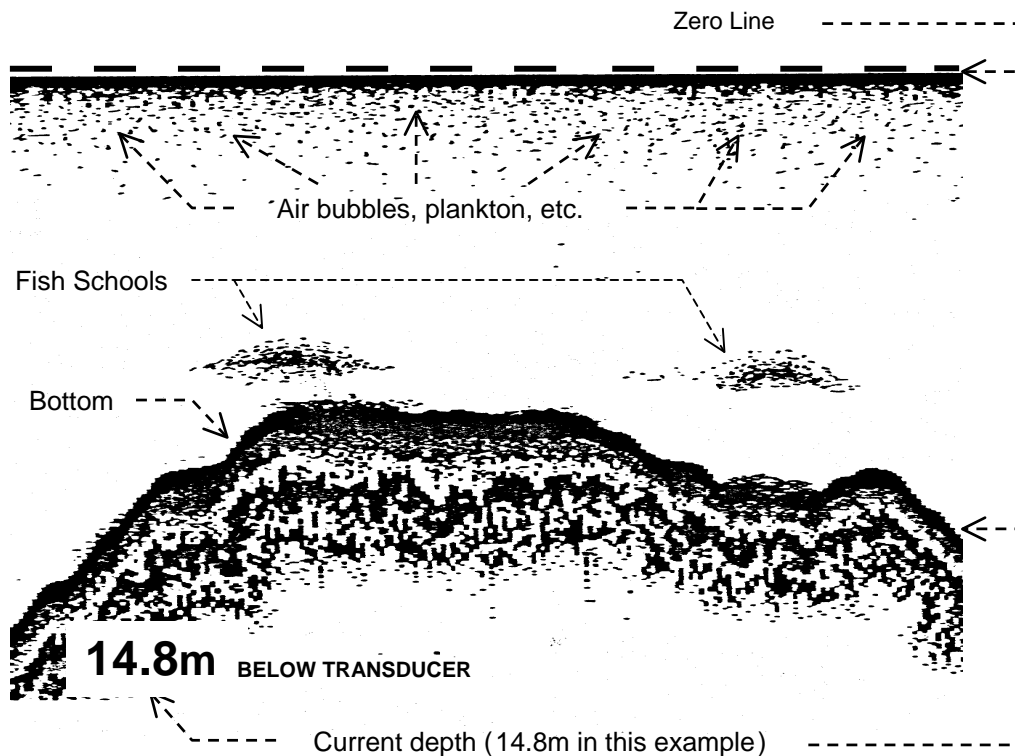 Zero Line
Air bubbles, plankton, etc.
Fish Schools
Bottom
14.8m BELOW TRANSDUCER
Current depth (14.8m in this example)